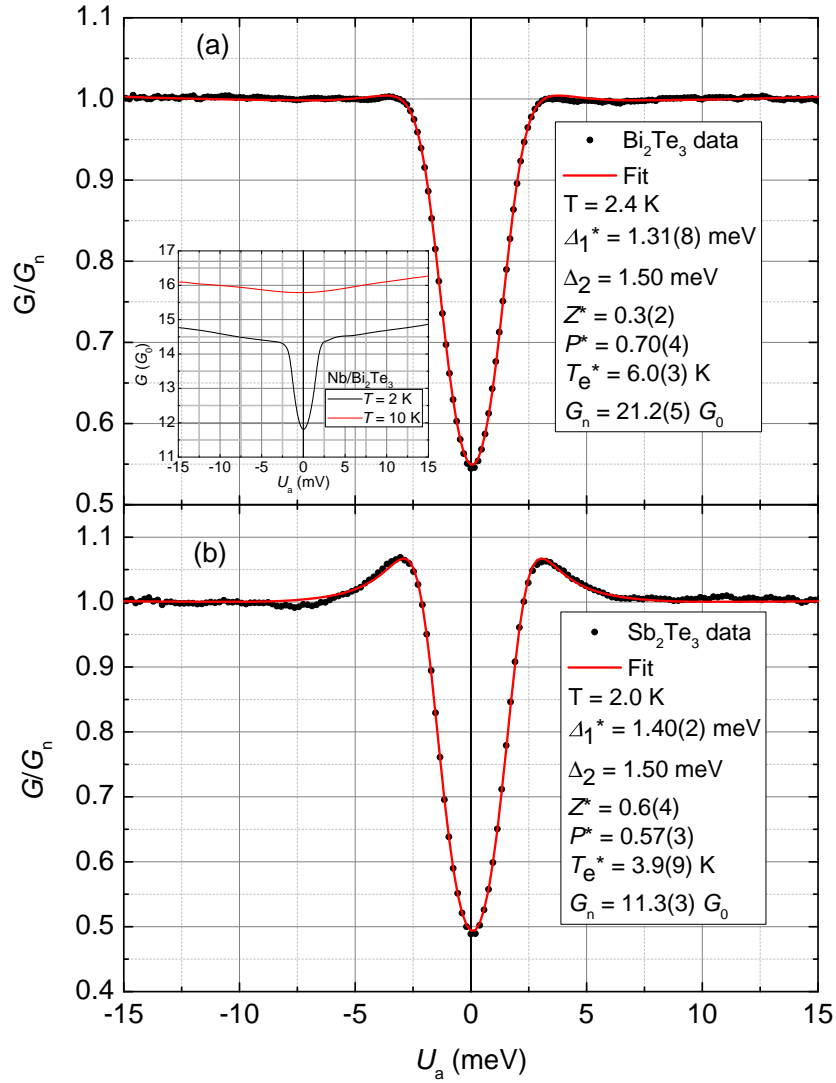 1.1
(a)
1.0
0.9
0.8
0.7
0.6
0.5
G/Gₙ
Bi₂Te₃ data
Fit
T = 2.4 K
Δ₁* = 1.31(8) meV
Δ₂ = 1.50 meV
Z* = 0.3(2)
P* = 0.70(4)
Tₑ* = 6.0(3) K
Gₙ = 21.2(5) G₀
17
16
15
14
13
12
11
G (G₀)
Nb/Bi₂Te₃
T = 2 K
T = 10 K
-15 -10 -5 0 5 10 15
Uₐ (mV)
(b)
1.1
1.0
0.9
0.8
0.7
0.6
0.5
0.4
G/Gₙ
Sb₂Te₃ data
Fit
T = 2.0 K
Δ₁* = 1.40(2) meV
Δ₂ = 1.50 meV
Z* = 0.6(4)
P* = 0.57(3)
Tₑ* = 3.9(9) K
Gₙ = 11.3(3) G₀
-15 -10 -5 0 5 10 15
Uₐ (meV)